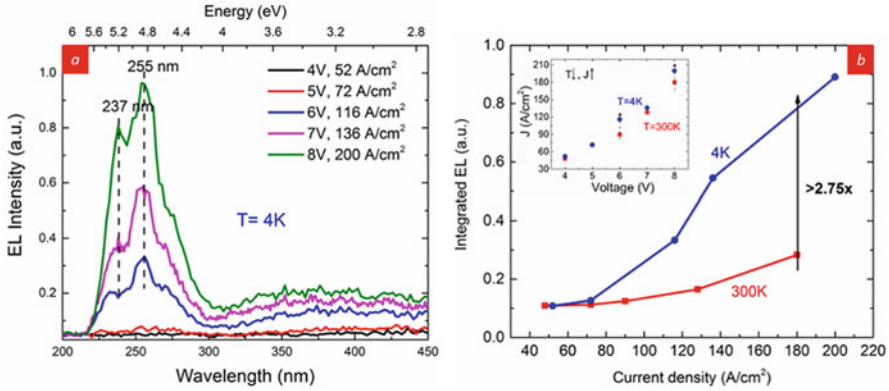 Energy (eV)
6 5.6 5.2 4.8 4.4 4 3.6 3.2 2.8
a
255 nm
237 nm
4V, 52 A/cm²
5V, 72 A/cm²
6V, 116 A/cm²
7V, 136 A/cm²
8V, 200 A/cm²
T= 4K
EL Intensity (a.u.)
1.0
0.8
0.6
0.4
0.2
200 250 300 350 400 450
Wavelength (nm)
b
Integrated EL (a.u.)
1.0
0.8
0.6
0.4
0.2
0.0
40 60 80 100 120 140 160 180 200 220
Current density (A/cm²)
T↓, J↑
T=4K
T=300K
J (A/cm²)
210
180
150
120
90
60
30
4 5 6 7 8
Voltage (V)
4K
>2.75x
300K